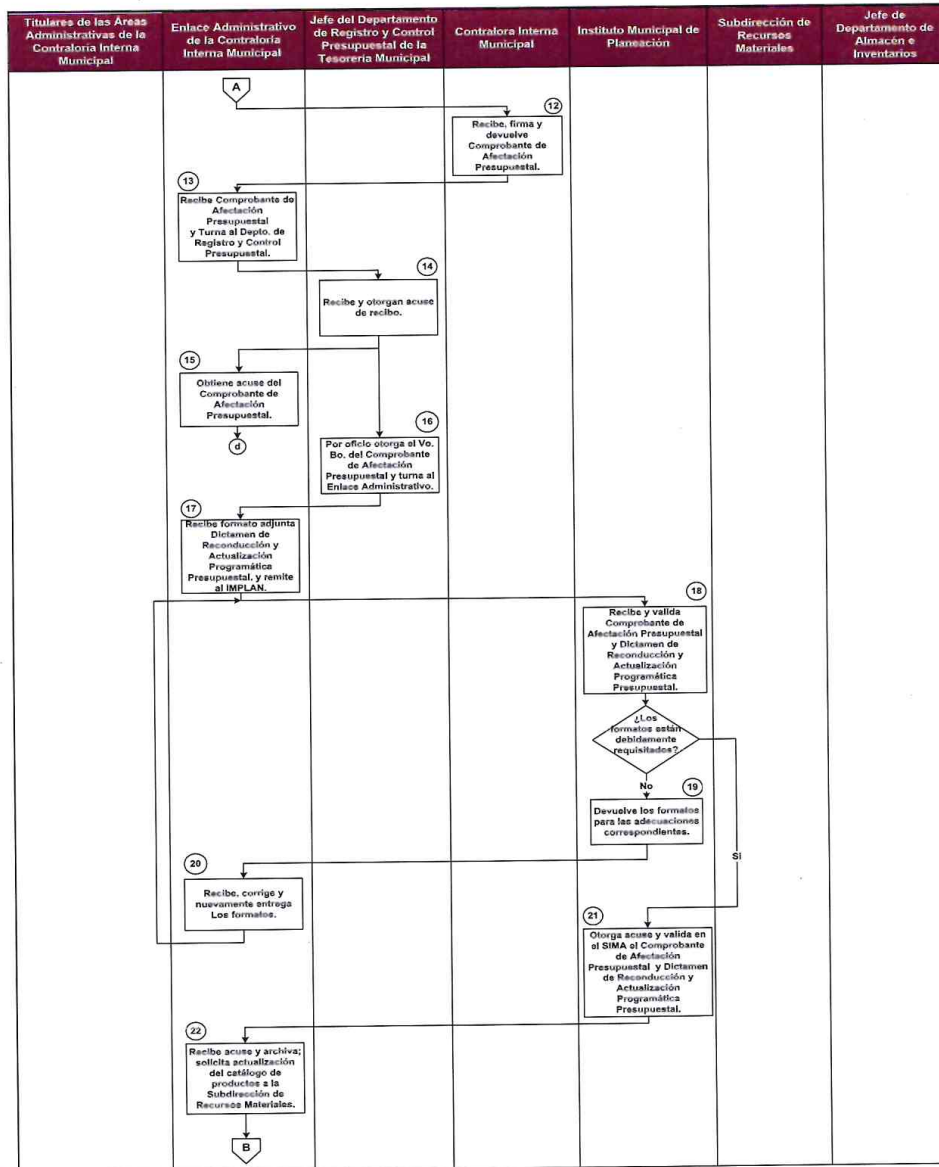 Titulares de las Áreas
Administrativas de la
Contraloría Interna
Municipal
Enlace Administrativo
de la Contraloría
Interna Municipal
Jefe del Departamento
de Registro y Control
Presupuestal de la
Tesorería Municipal
Contralora Interna
Municipal
Instituto Municipal de
Planeación
Subdirección de
Recursos
Materiales
Jefe de
Departamento de
Almacén e
Inventarios
A
12
Recibe, firma y
devuelve
Comprobante de
Afectación
Presupuestal.
13
Recibe Comprobante de
Afectación
Presupuestal
y Turna al Depto. de
Registro y Control
Presupuestal.
14
Recibe y otorgan acuse
de recibo.
15
Obtiene acuse del
Comprobante de
Afectación
Presupuestal.
d
16
Por oficio otorga el Vo.
Bo. del Comprobante
de Afectación
Presupuestal y turna al
Enlace Administrativo.
17
Recibe formato adjunta
Dictamen de
Reconducción y
Actualización
Programática
Presupuestal, y remite
al IMPLAN.
18
Recibe y valida
Comprobante de
Afectación Presupuestal
y Dictamen de
Reconducción y
Actualización
Programática
Presupuestal.
¿Los
formatos están
debidamente
requisitados?
No
19
Devuelve los formatos
para las adecuaciones
correspondientes.
Si
20
Recibe, corrige y
nuevamente entrega
Los formatos.
21
Otorga acuse y valida en
el SIMA el Comprobante
de Afectación
Presupuestal y Dictamen
de Reconducción y
Actualización
Programática
Presupuestal.
22
Recibe acuse y archiva;
solicita actualización
del catálogo de
productos a la
Subdirección de
Recursos Materiales.
B